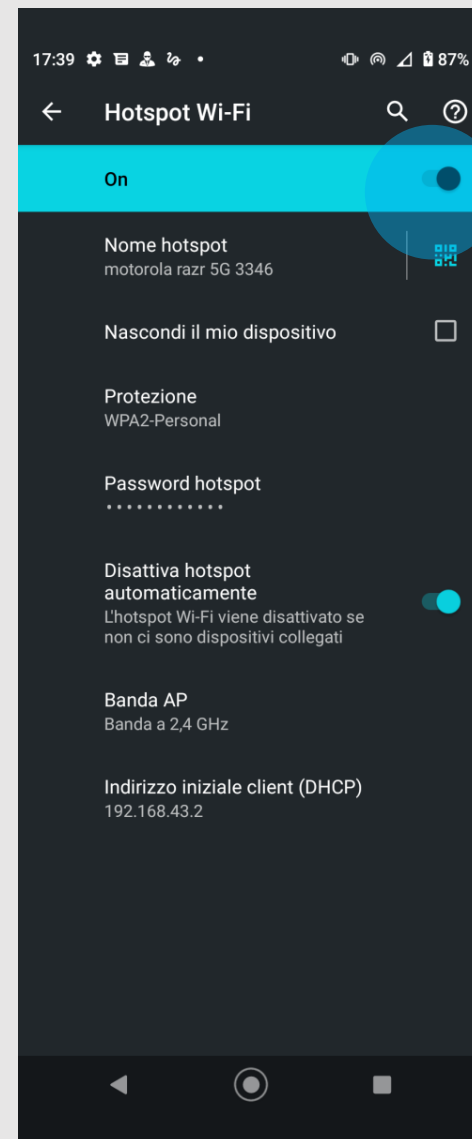 17:39 87%
Hotspot Wi-Fi
On
Nome hotspot
motorola razr 5G 3346
Nascondi il mio dispositivo
Protezione
WPA2-Personal
Password hotspot
••••••••••••
Disattiva hotspot
automaticamente
L'hotspot Wi-Fi viene disattivato se
non ci sono dispositivi collegati
Banda AP
Banda a 2,4 GHz
Indirizzo iniziale client (DHCP)
192.168.43.2